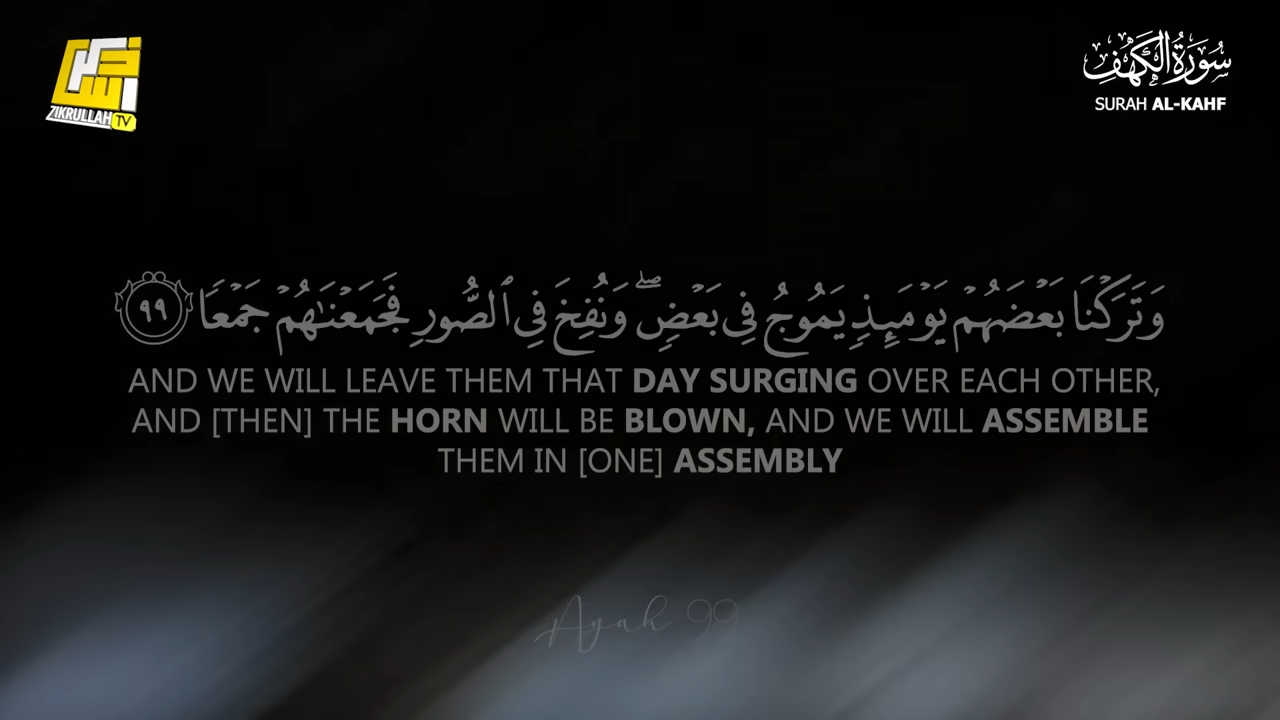 ذكر
الله
ZIKRULLAH TV
سُورَةُ الكَهْفِ
SURAH AL-KAHF
وَتَرَكْنَا بَعْضَهُمْ يَوْمَئِذٍ يَمُوجُ فِى بَعْضٍ ۖ وَنُفِخَ فِى ٱلصُّورِ فَجَمَعْنَـٰهُمْ جَمْعًا ٩٩
AND WE WILL LEAVE THEM THAT DAY SURGING OVER EACH OTHER,
AND [THEN] THE HORN WILL BE BLOWN, AND WE WILL ASSEMBLE
THEM IN [ONE] ASSEMBLY
Ayah 99